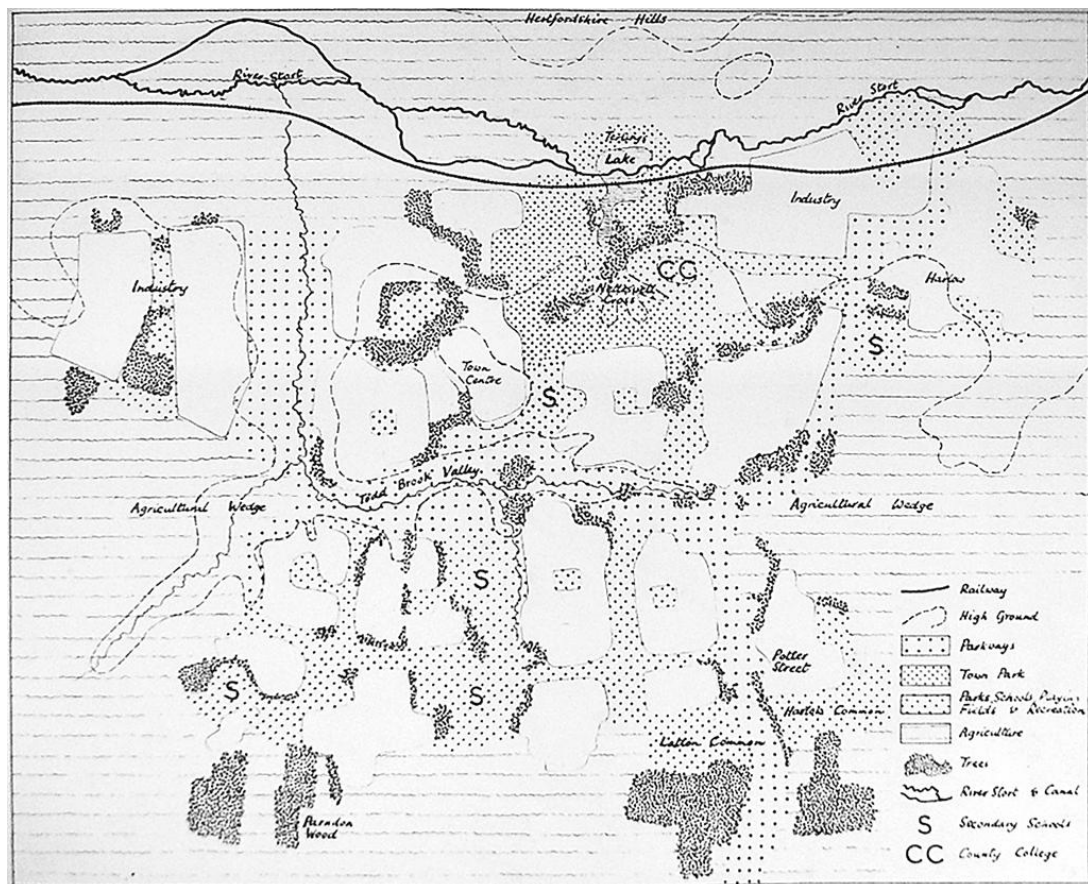 Hertfordshire Hills
River Stort
River Stort
Lake
Industry
CC
Netteswell
Cross
Harlow
Industry
S
Town
Centre
S
Todd Brook Valley
Agricultural Wedge
Agricultural Wedge
S
Railway
High Ground
Potter
Street
Parkways
Town Park
S
S
Parks, Schools, Playing
Fields & Recreation
Harlots Common
Agriculture
Latton Common
Trees
River Stort & Canal
Parndon
Wood
S
Secondary Schools
CC
County College